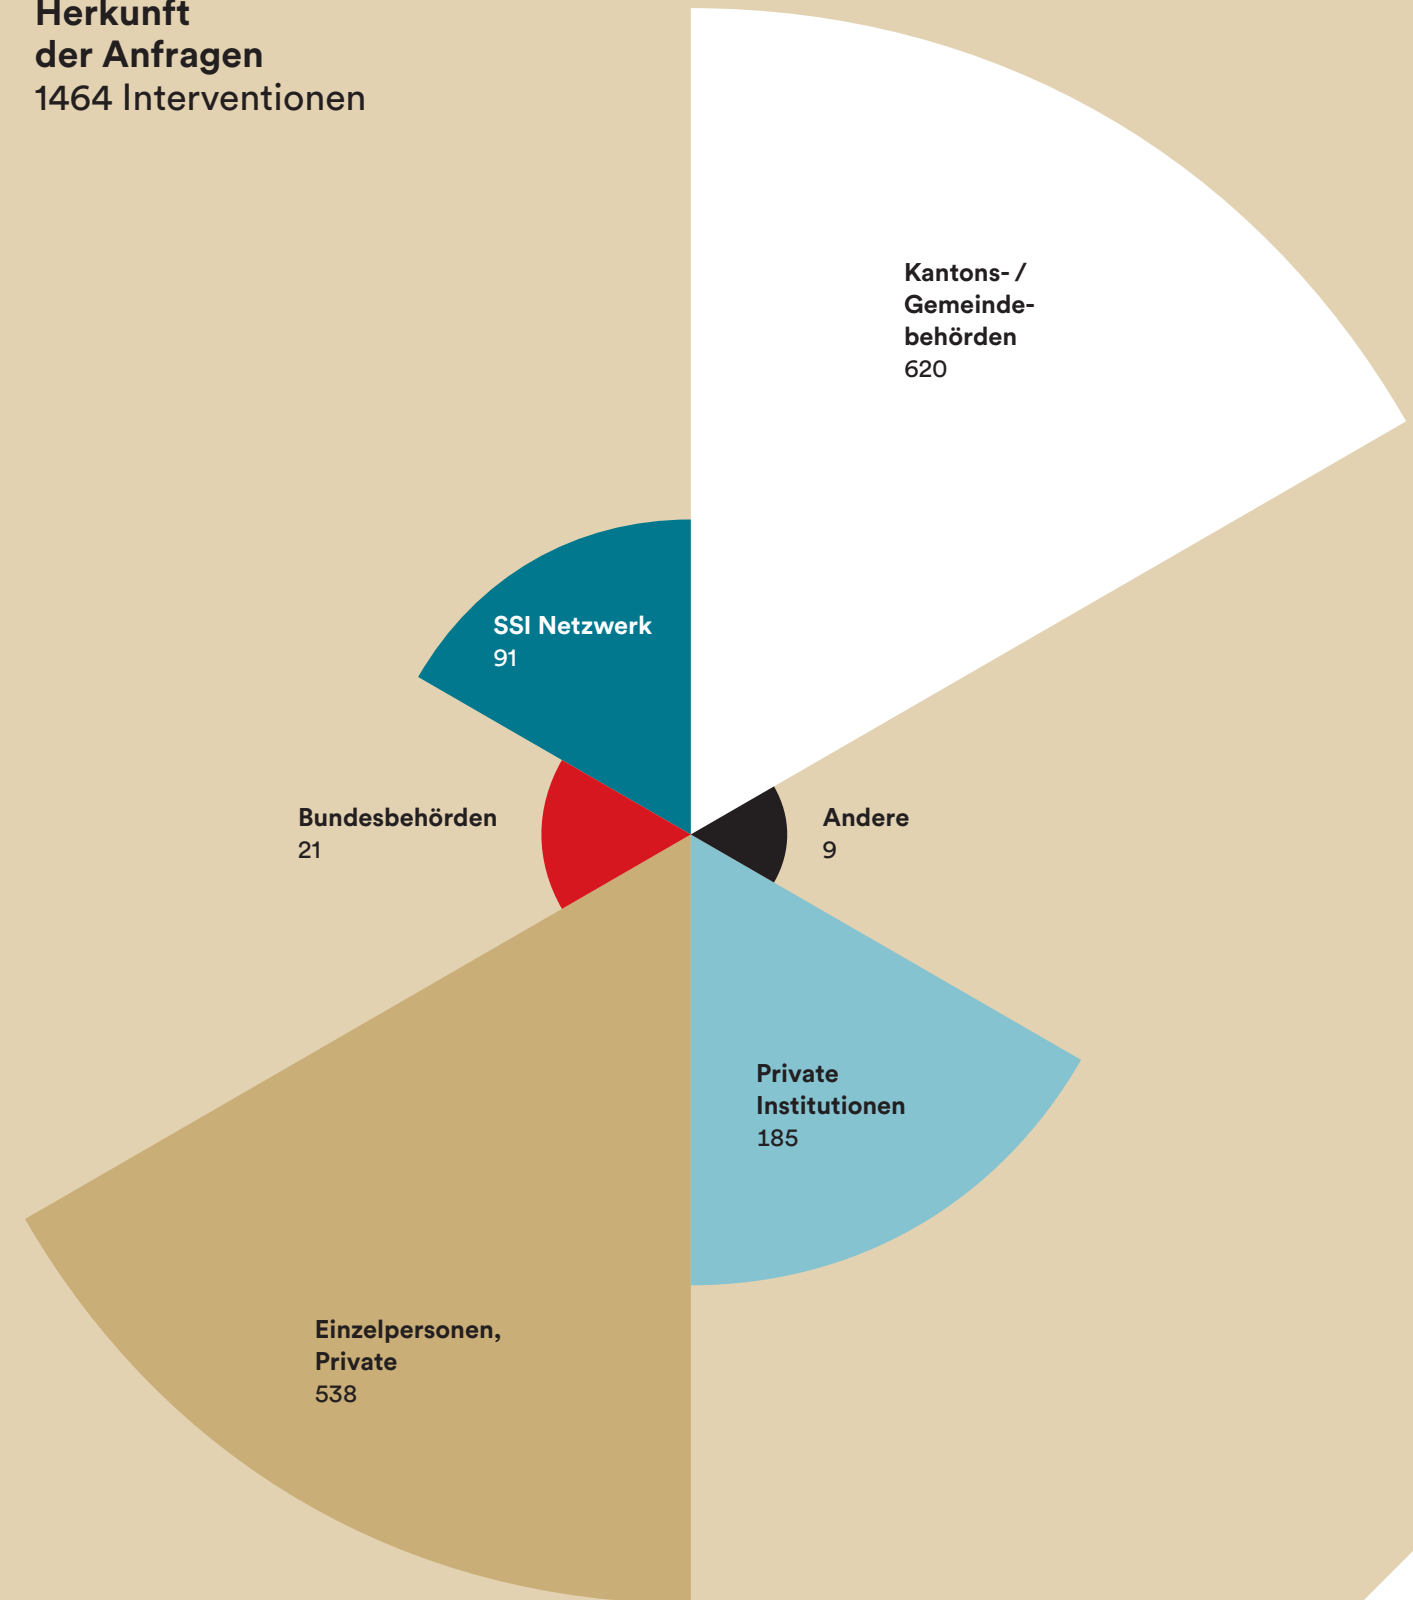 Herkunft
der Anfragen
1464 Interventionen
Kantons- /
Gemeinde-
behörden
620
SSI Netzwerk
91
Bundesbehörden
21
Andere
9
Private
Institutionen
185
Einzelpersonen,
Private
538